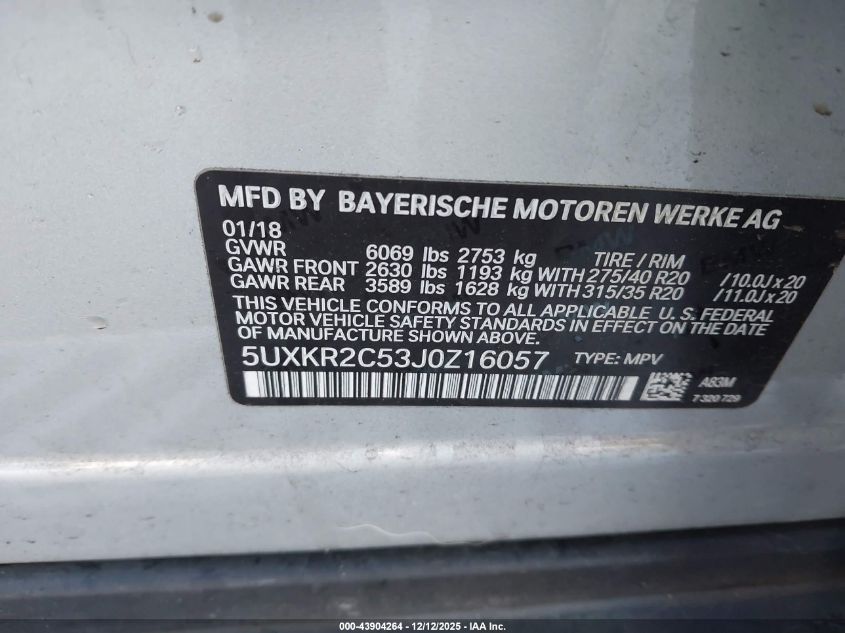 MFD BY BAYERISCHE MOTOREN WERKE AG
01/18
GVWR 6069 lbs 2753 kg TIRE / RIM
GAWR FRONT 2630 lbs 1193 kg WITH 275/40 R20 /10.0J x 20
GAWR REAR 3589 lbs 1628 kg WITH 315/35 R20 /11.0J x 20
THIS VEHICLE CONFORMS TO ALL APPLICABLE U.S. FEDERAL
MOTOR VEHICLE SAFETY STANDARDS IN EFFECT ON THE DATE
OF MANUFACTURE SHOWN ABOVE.
5UXKR2C53J0Z16057 TYPE: MPV
A83M
7 320 729
000-43904264 - 12/12/2025 - IAA Inc.